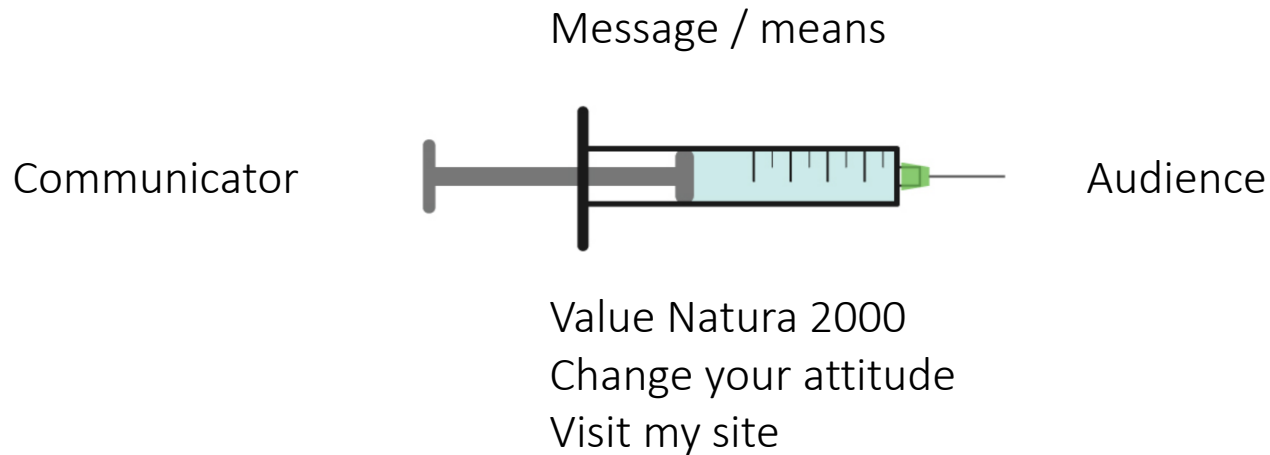 Message / means
Communicator
Audience
Value Natura 2000
Change your attitude
Visit my site